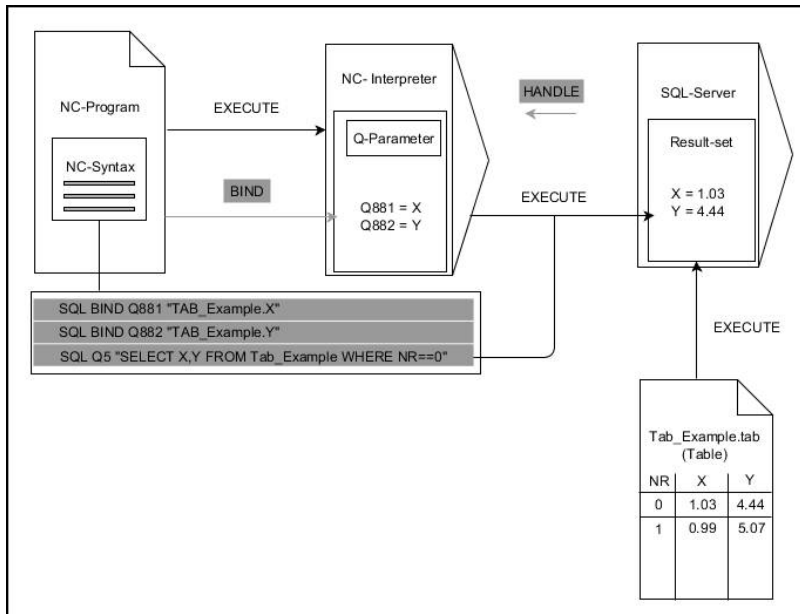 NC-Program
NC-Syntax
EXECUTE
BIND
NC- Interpreter
Q-Parameter
Q881 = X
Q882 = Y
HANDLE
EXECUTE
SQL-Server
Result-set
X = 1.03
Y = 4.44
SQL BIND Q881 "TAB_Example.X"
SQL BIND Q882 "TAB_Example.Y"
SQL Q5 "SELECT X,Y FROM Tab_Example WHERE NR==0"
EXECUTE
Tab_Example.tab
(Table)
NR X Y
0 1.03 4.44
1 0.99 5.07